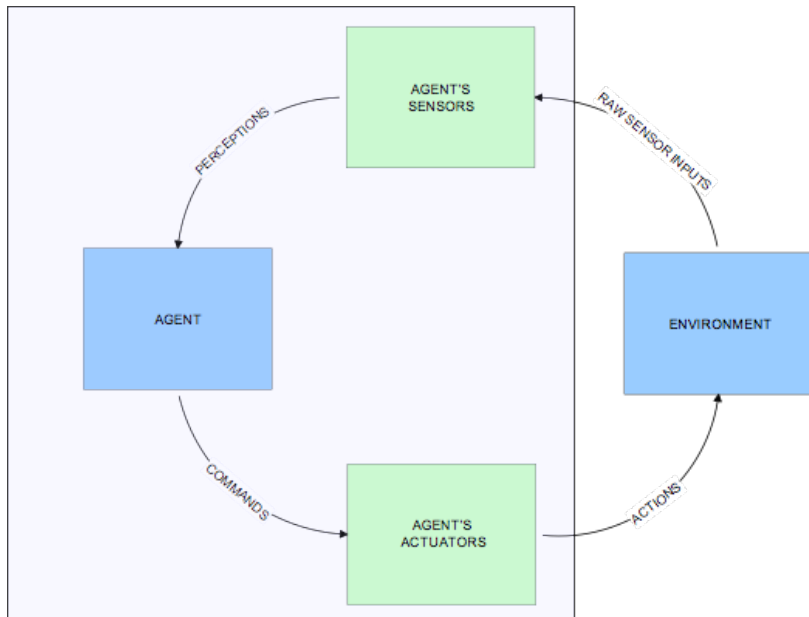 AGENT'S
SENSORS
RAW SENSOR INPUTS
PERCEPTIONS
AGENT
ENVIRONMENT
COMMANDS
ACTIONS
AGENT'S
ACTUATORS